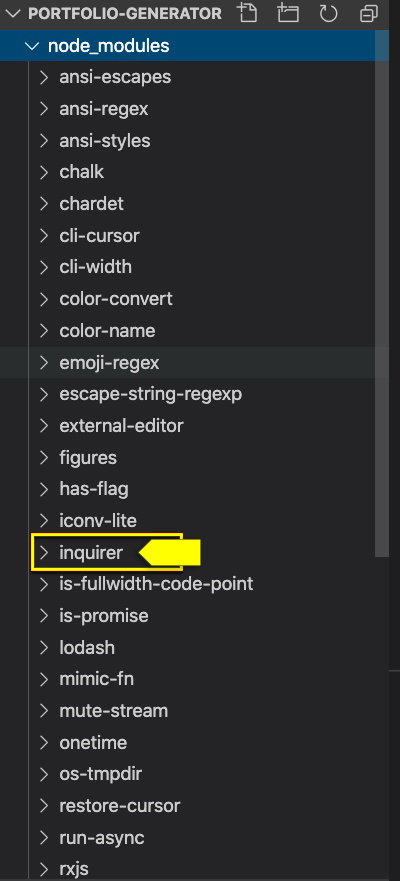 PORTFOLIO-GENERATOR
node_modules
ansi-escapes
ansi-regex
ansi-styles
chalk
chardet
cli-cursor
cli-width
color-convert
color-name
emoji-regex
escape-string-regexp
external-editor
figures
has-flag
iconv-lite
inquirer
is-fullwidth-code-point
is-promise
lodash
mimic-fn
mute-stream
onetime
os-tmpdir
restore-cursor
run-async
rxjs